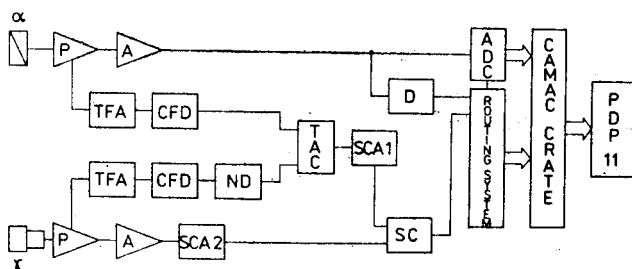 α
P
A
TFA
CFD
TAC
SCA1
D
ADC
ROUTING SYSTEM
CAMAC CRATE
PDP 11
TFA
CFD
ND
γ
P
A
SCA2
SC